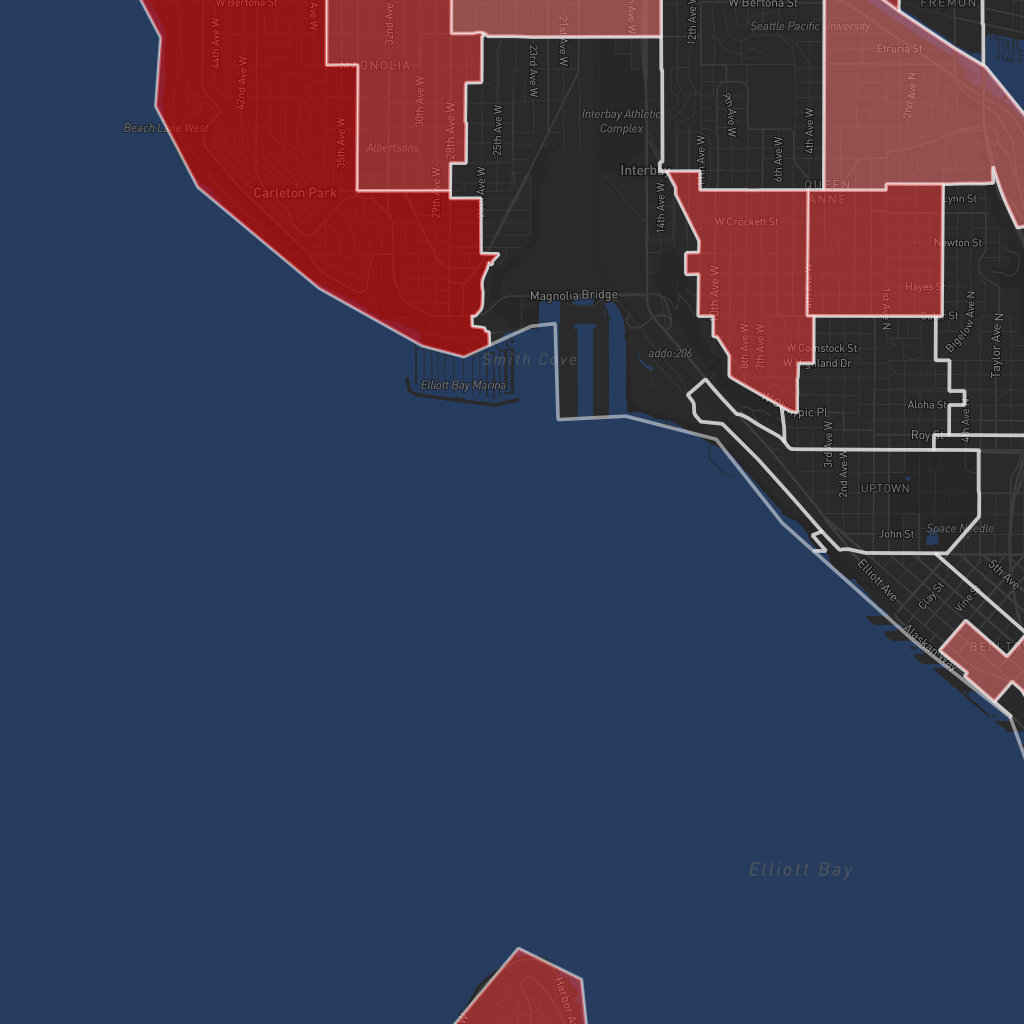 W Bertona St
W Bertona St
FREMON
44th Ave W
32nd Ave
21st Ave W
12th Ave W
Seattle Pacific University
Etruria St
MAGNOLIA
42nd Ave W
23rd Ave W
2nd Ave N
30th Ave W
9th Ave W
Interbay Athletic
Complex
Beach Lane West
28th Ave W
25th Ave W
4th Ave W
35th Ave W
Albertsons
6th Ave W
Carleton Park
29th Ave W
14th Ave W
QUEEN
ANNE
Lynn St
W Crockett St
Newton St
10th Ave W
Hayes St
Magnolia Bridge
1st Ave N
Bigelow Ave N
Taylor Ave N
Smith Cove
addo:206
8th Ave W
7th Ave W
W Comstock St
W Highland Dr
Elliott Bay Marina
Aloha St
4th Ave N
Roy St
3rd Ave W
2nd Ave W
UPTOWN
Space Needle
John St
Elliott Ave
Clay St
Vine St
5th Ave
Alaskan Way
Elliott Bay